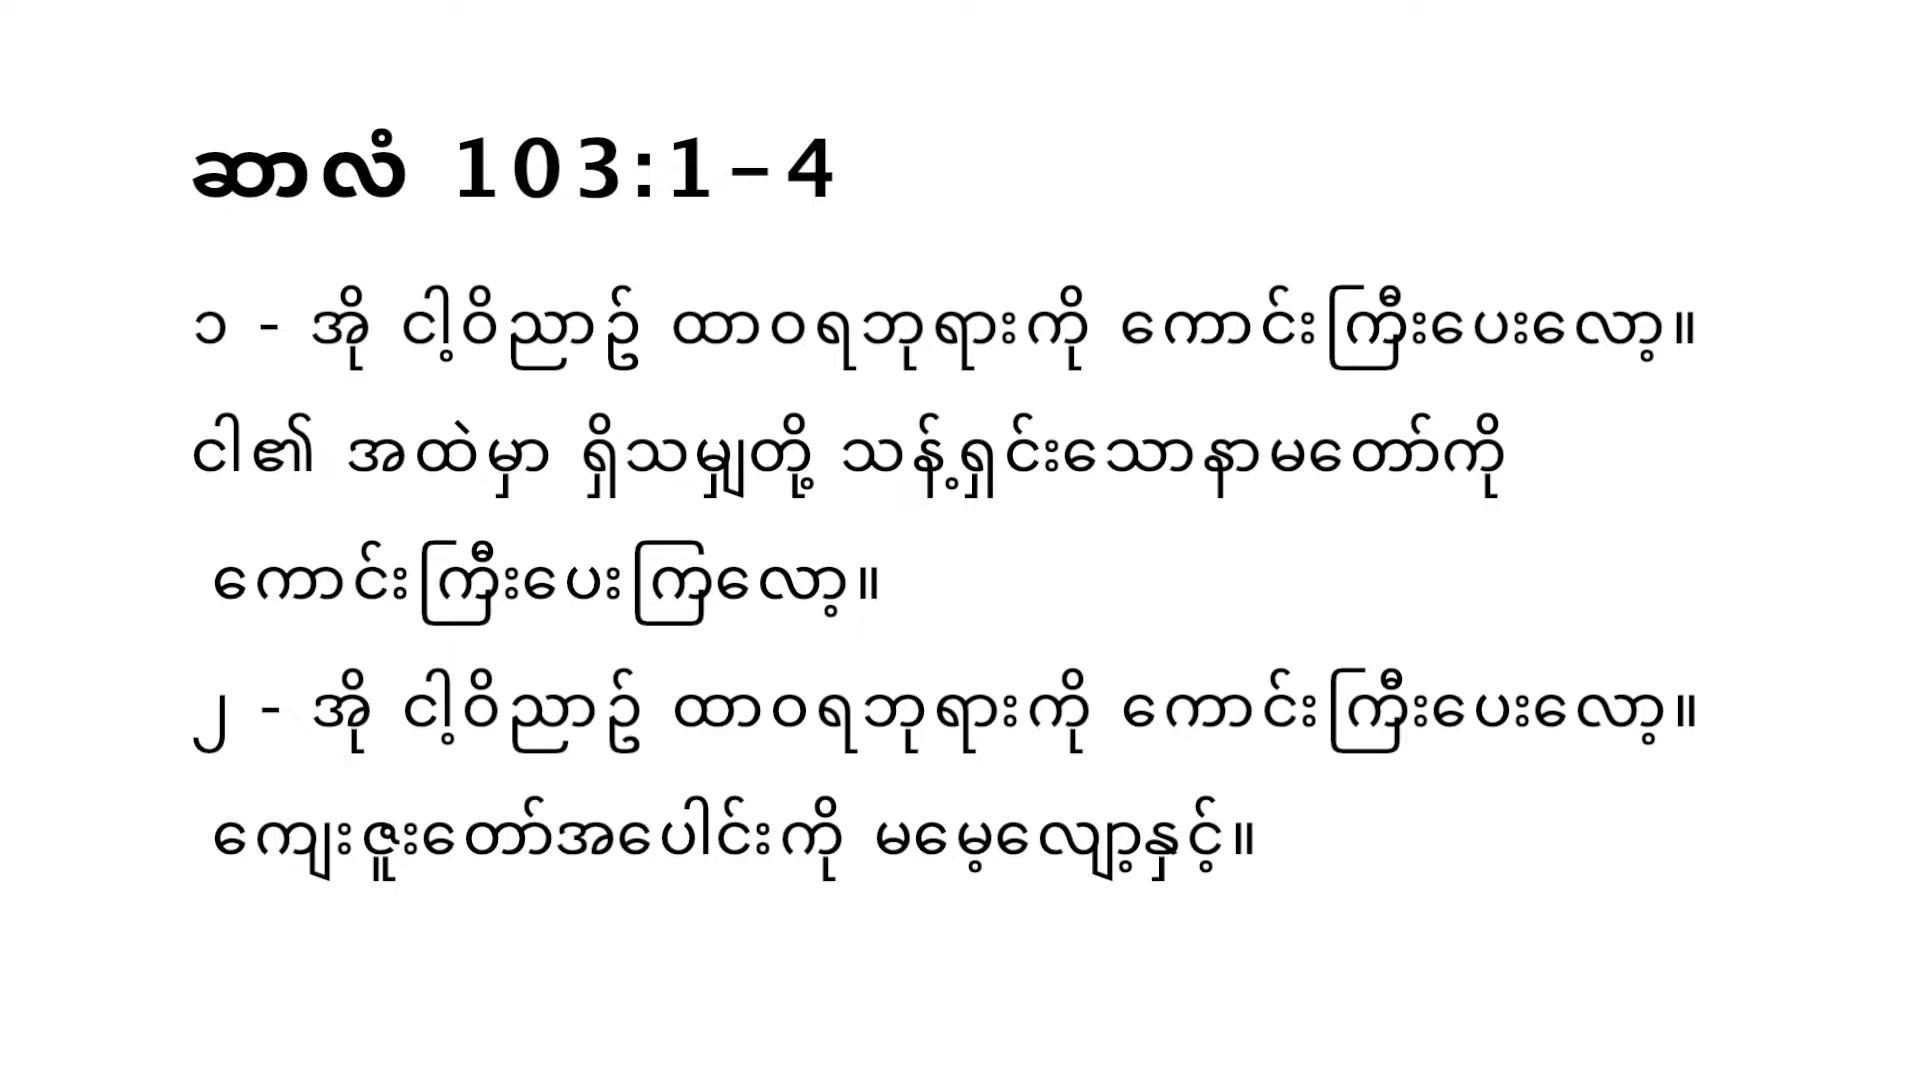 ဆာလံ 103:1-4
၁ - အို ငါ့ဝိညာဥ် ထာဝရဘုရားကို ကောင်းကြီးပေးလော့။
ငါ၏ အထဲမှာ ရှိသမျှတို့ သန့်ရှင်းသောနာမတော်ကို
ကောင်းကြီးပေးကြလော့။
၂ - အို ငါ့ဝိညာဥ် ထာဝရဘုရားကို ကောင်းကြီးပေးလော့။
ကျေးဇူးတော်အပေါင်းကို မမေ့လျော့နှင့်။